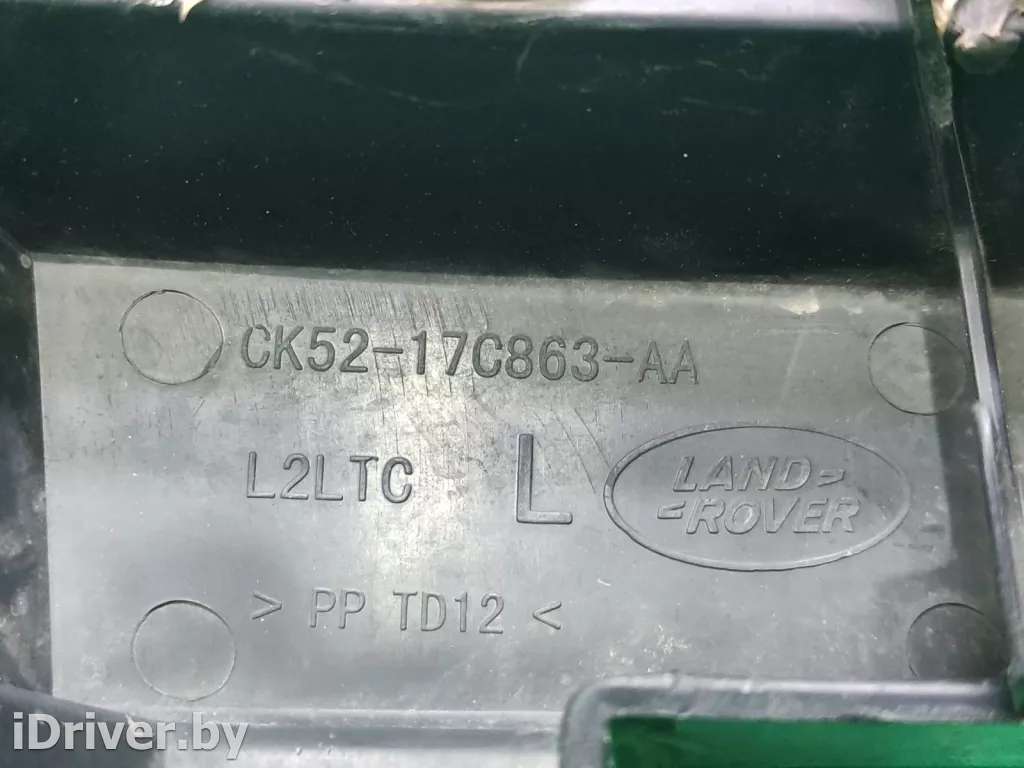 CK52-17C863-AA
L2LTC L
LAND>
<ROVER
> PP TD12 <
iDriver.by